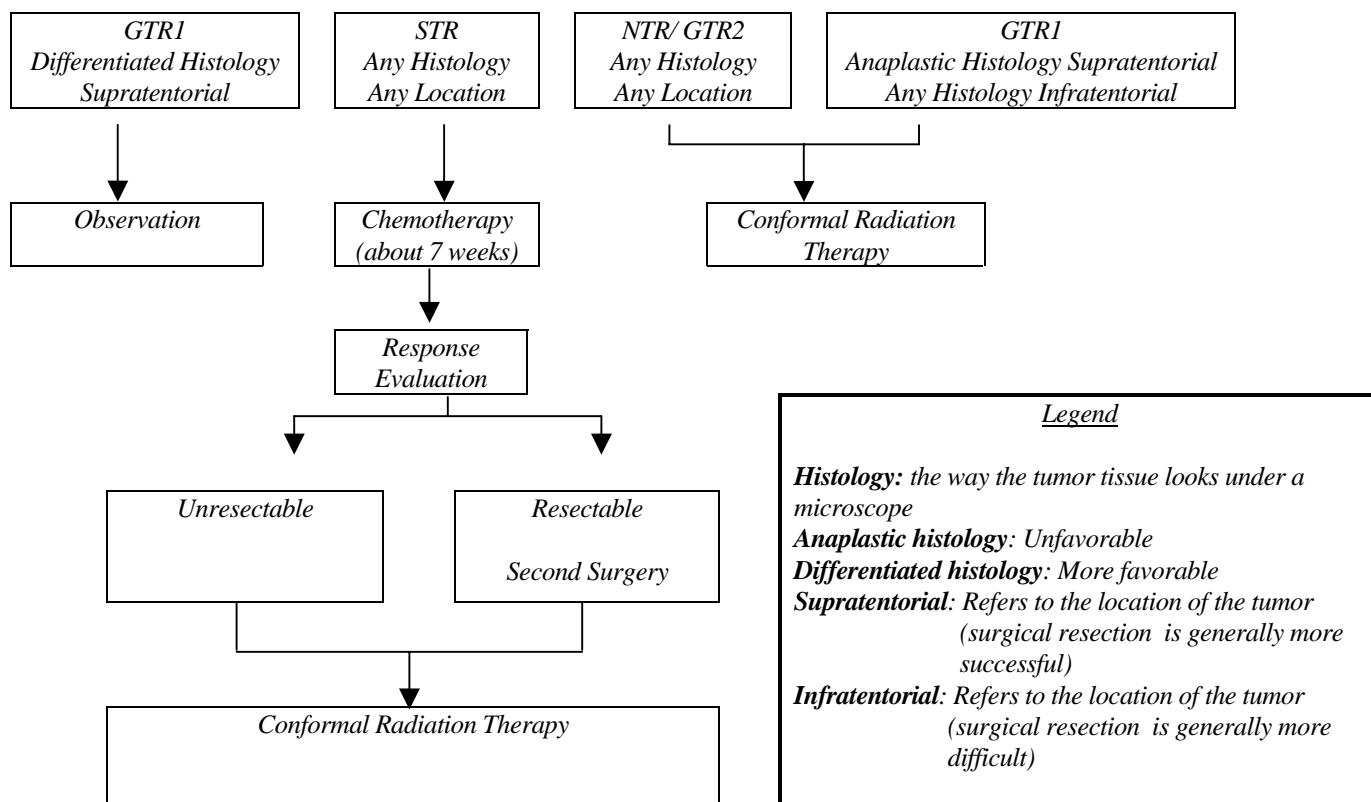 GTR1
Differentiated Histology
Supratentorial
STR
Any Histology
Any Location
NTR/ GTR2
Any Histology
Any Location
GTR1
Anaplastic Histology Supratentorial
Any Histology Infratentorial
Observation
Chemotherapy
(about 7 weeks)
Conformal Radiation
Therapy
Response
Evaluation
Unresectable
Resectable
Second Surgery
Conformal Radiation Therapy
Legend
Histology: the way the tumor tissue looks under a
microscope
Anaplastic histology: Unfavorable
Differentiated histology: More favorable
Supratentorial: Refers to the location of the tumor
(surgical resection is generally more
successful)
Infratentorial: Refers to the location of the tumor
(surgical resection is generally more
difficult)